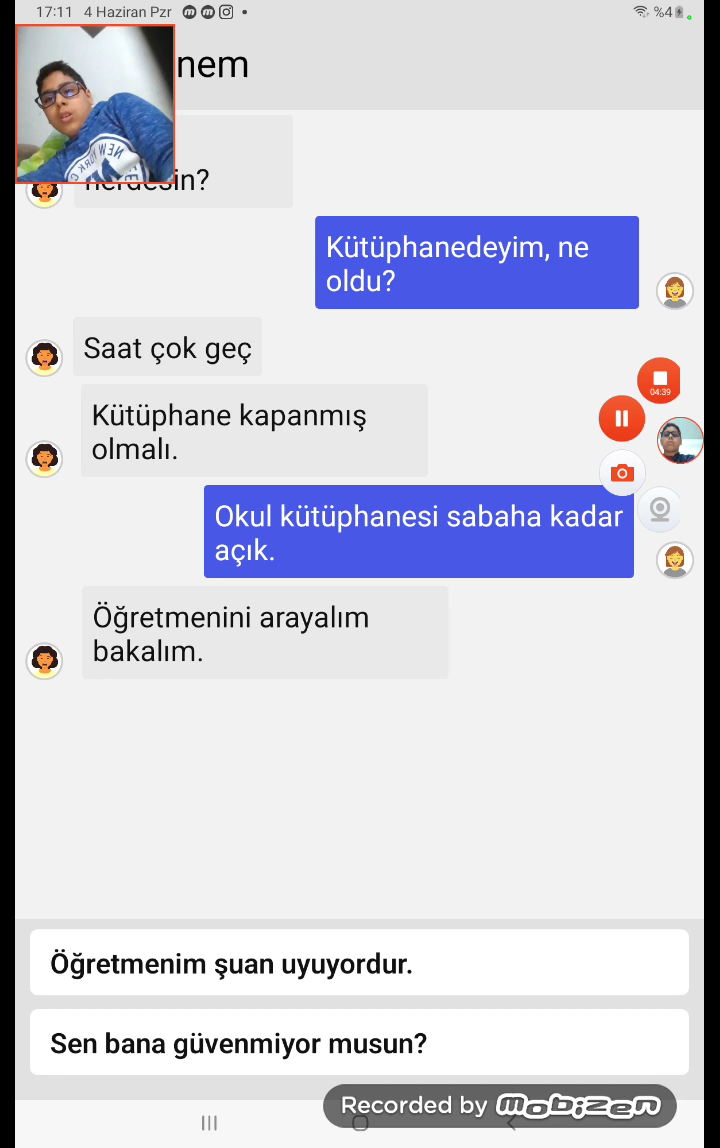 17:11 4 Haziran Pzr %4
nem
nerdesin?
Kütüphanedeyim, ne
oldu?
Saat çok geç
Kütüphane kapanmış
olmalı.
04:39
Okul kütüphanesi sabaha kadar
açık.
Öğretmenini arayalım
bakalım.
Öğretmenim şuan uyuyordur.
Sen bana güvenmiyor musun?
Recorded by mobizen